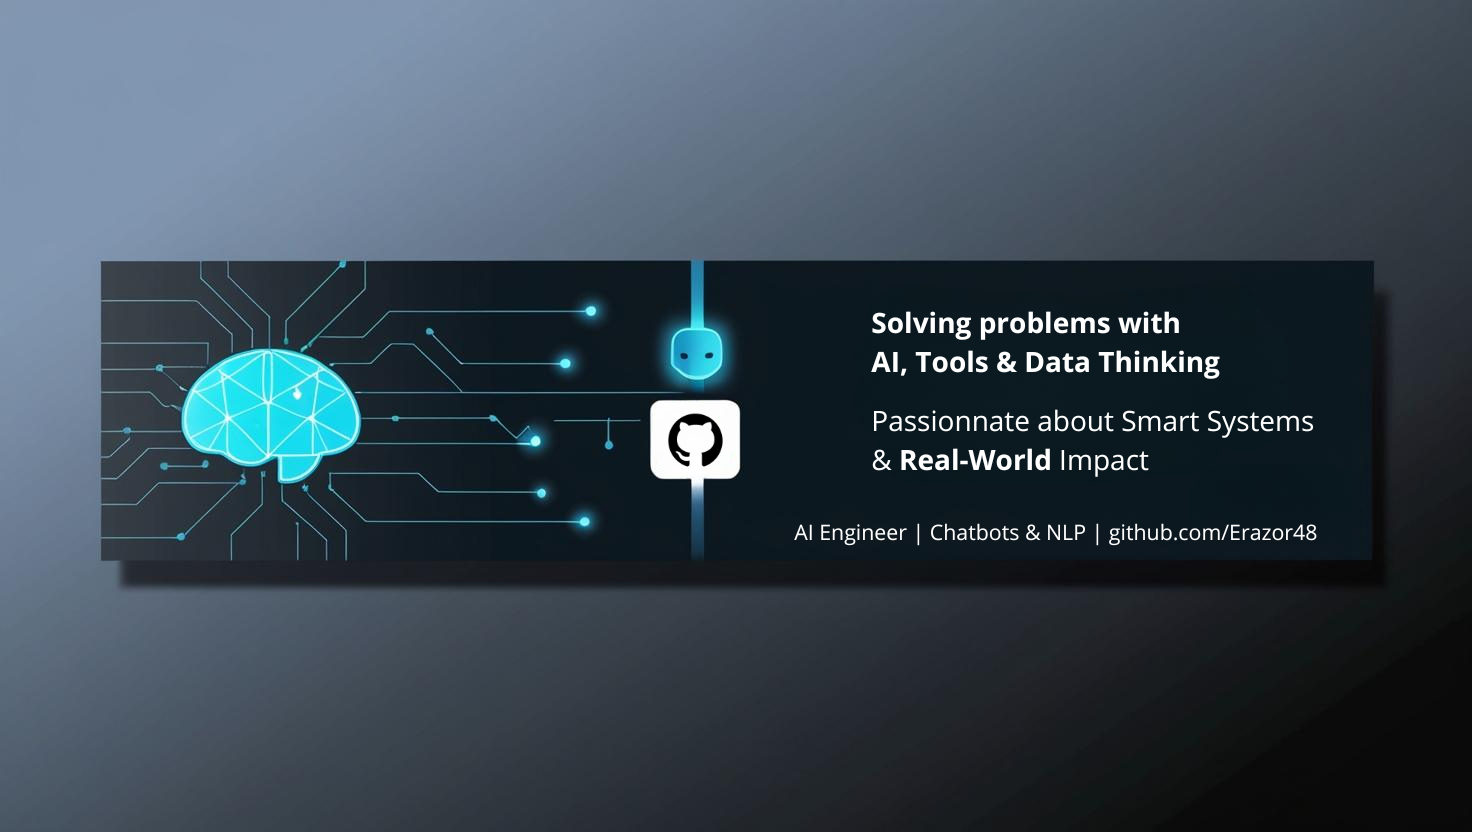 Solving problems with
AI, Tools & Data Thinking
Passionnate about Smart Systems
& Real-World Impact
AI Engineer | Chatbots & NLP | github.com/Erazor48